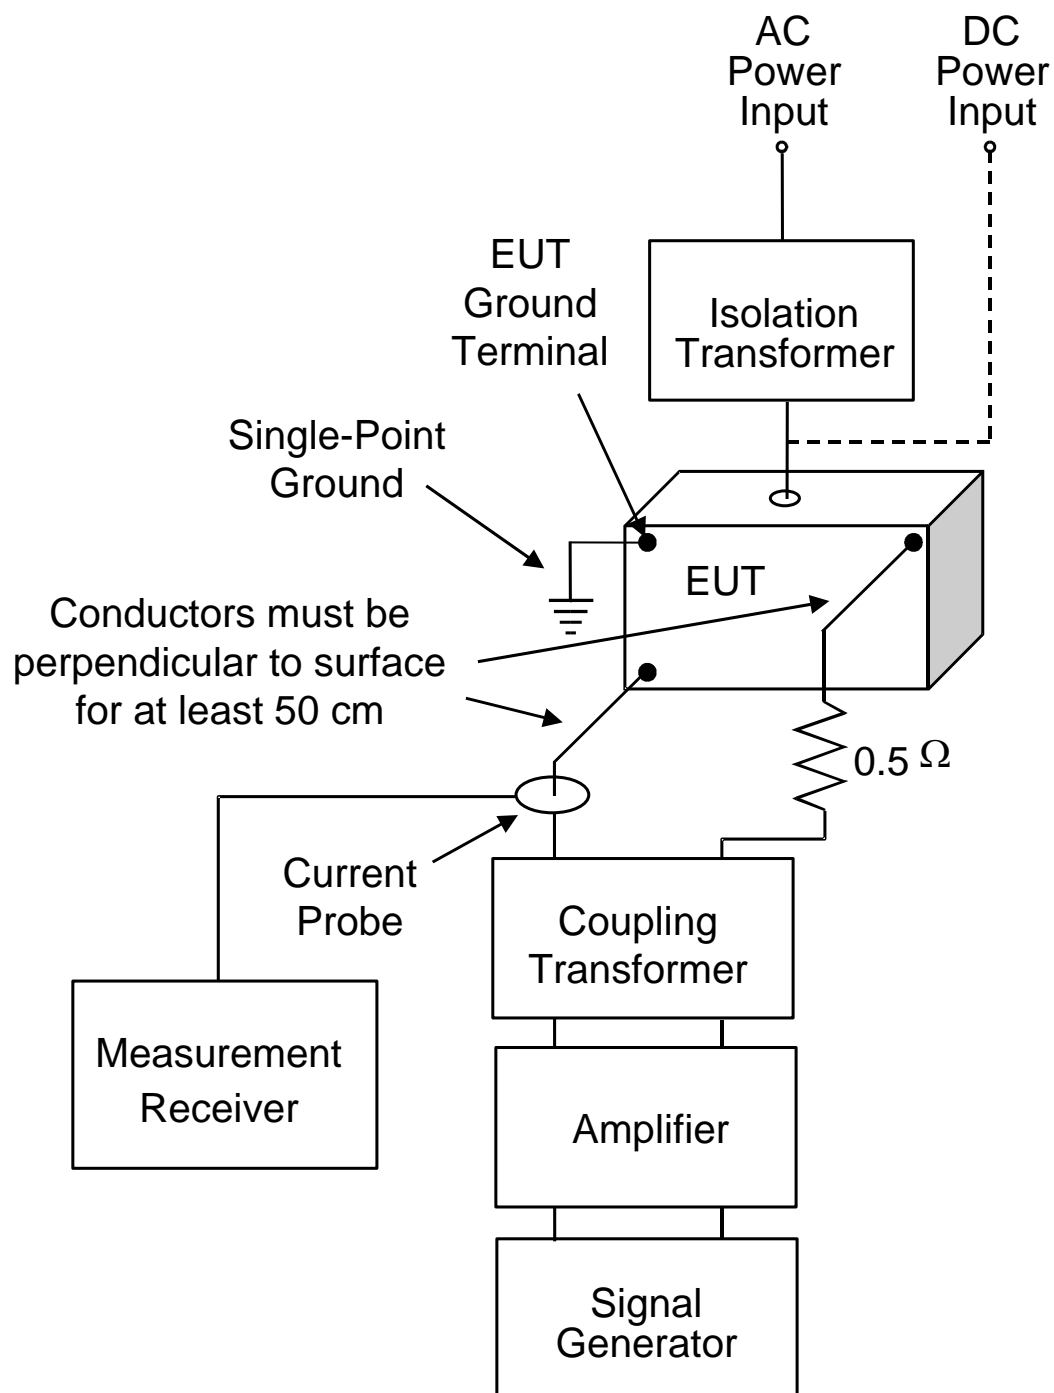 AC
Power
Input
DC
Power
Input
EUT
Ground
Terminal
Isolation
Transformer
Single-Point
Ground
EUT
Conductors must be
perpendicular to surface
for at least 50 cm
0.5 Ω
Current
Probe
Coupling
Transformer
Measurement
Receiver
Amplifier
Signal
Generator